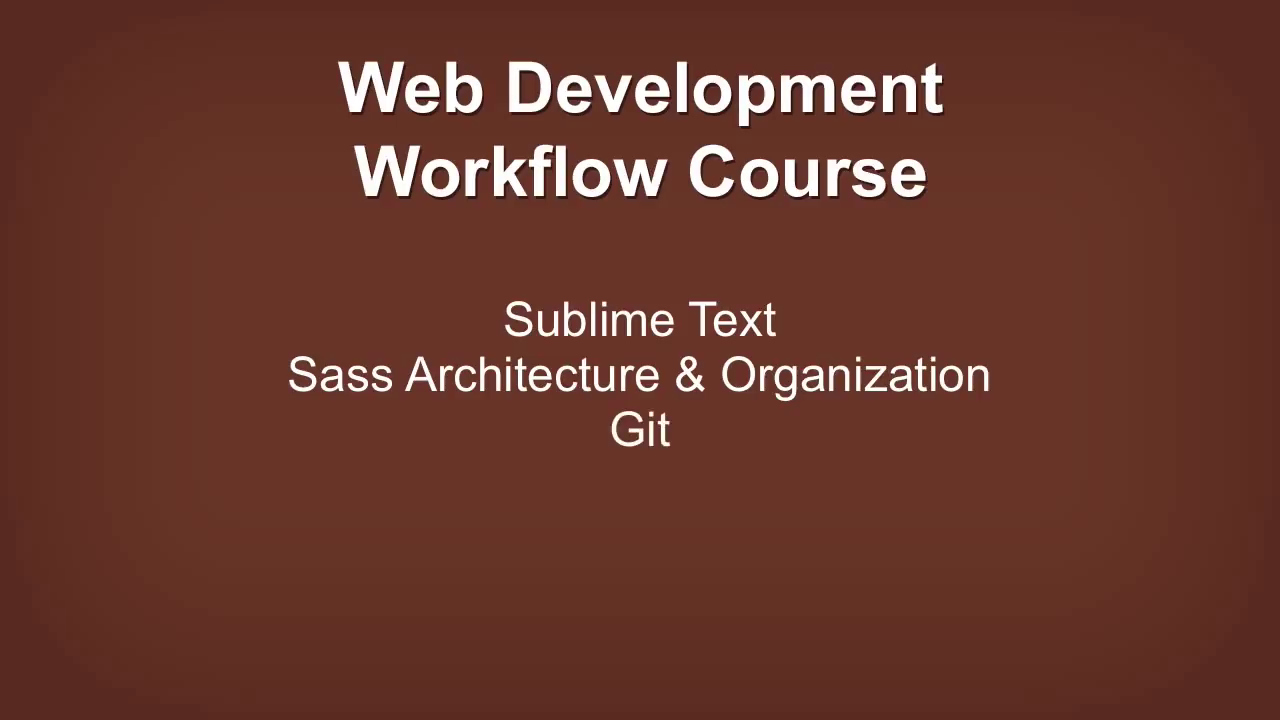 Web Development
Workflow Course
Sublime Text
Sass Architecture & Organization
Git